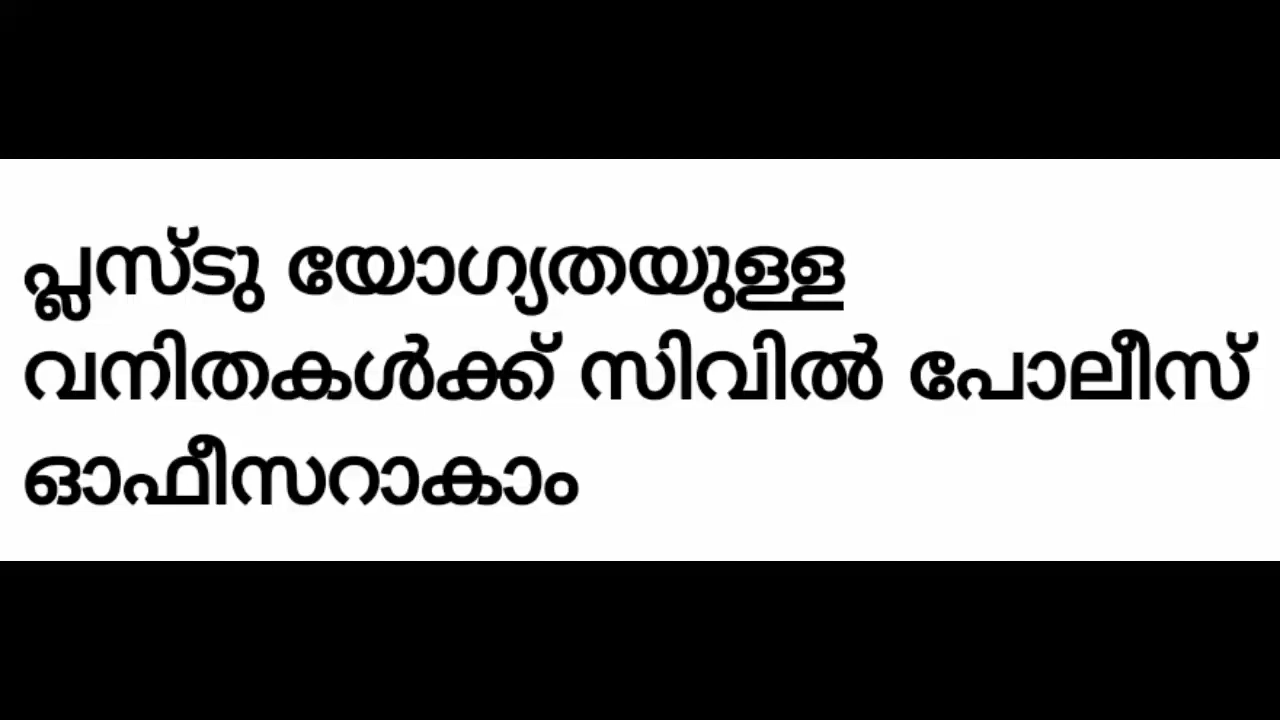 പ്ലസ്ടു യോഗ്യതയുള്ള
വനിതകൾക്ക് സിവിൽ പോലീസ്
ഓഫീസറാകാം